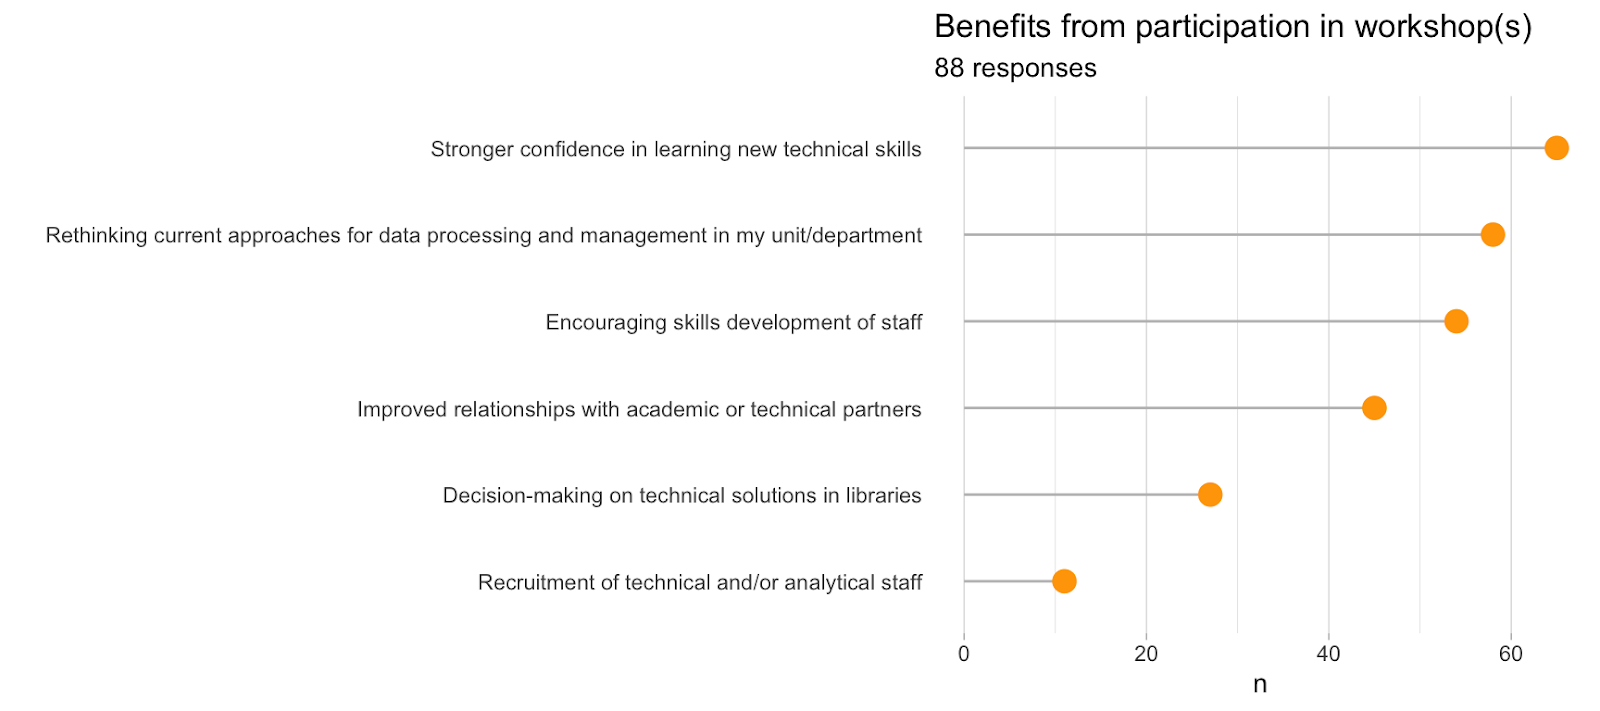 Benefits from participation in workshop(s)
88 responses
Stronger confidence in learning new technical skills
Rethinking current approaches for data processing and management in my unit/department
Encouraging skills development of staff
Improved relationships with academic or technical partners
Decision-making on technical solutions in libraries
Recruitment of technical and/or analytical staff
0 20 40 60
n